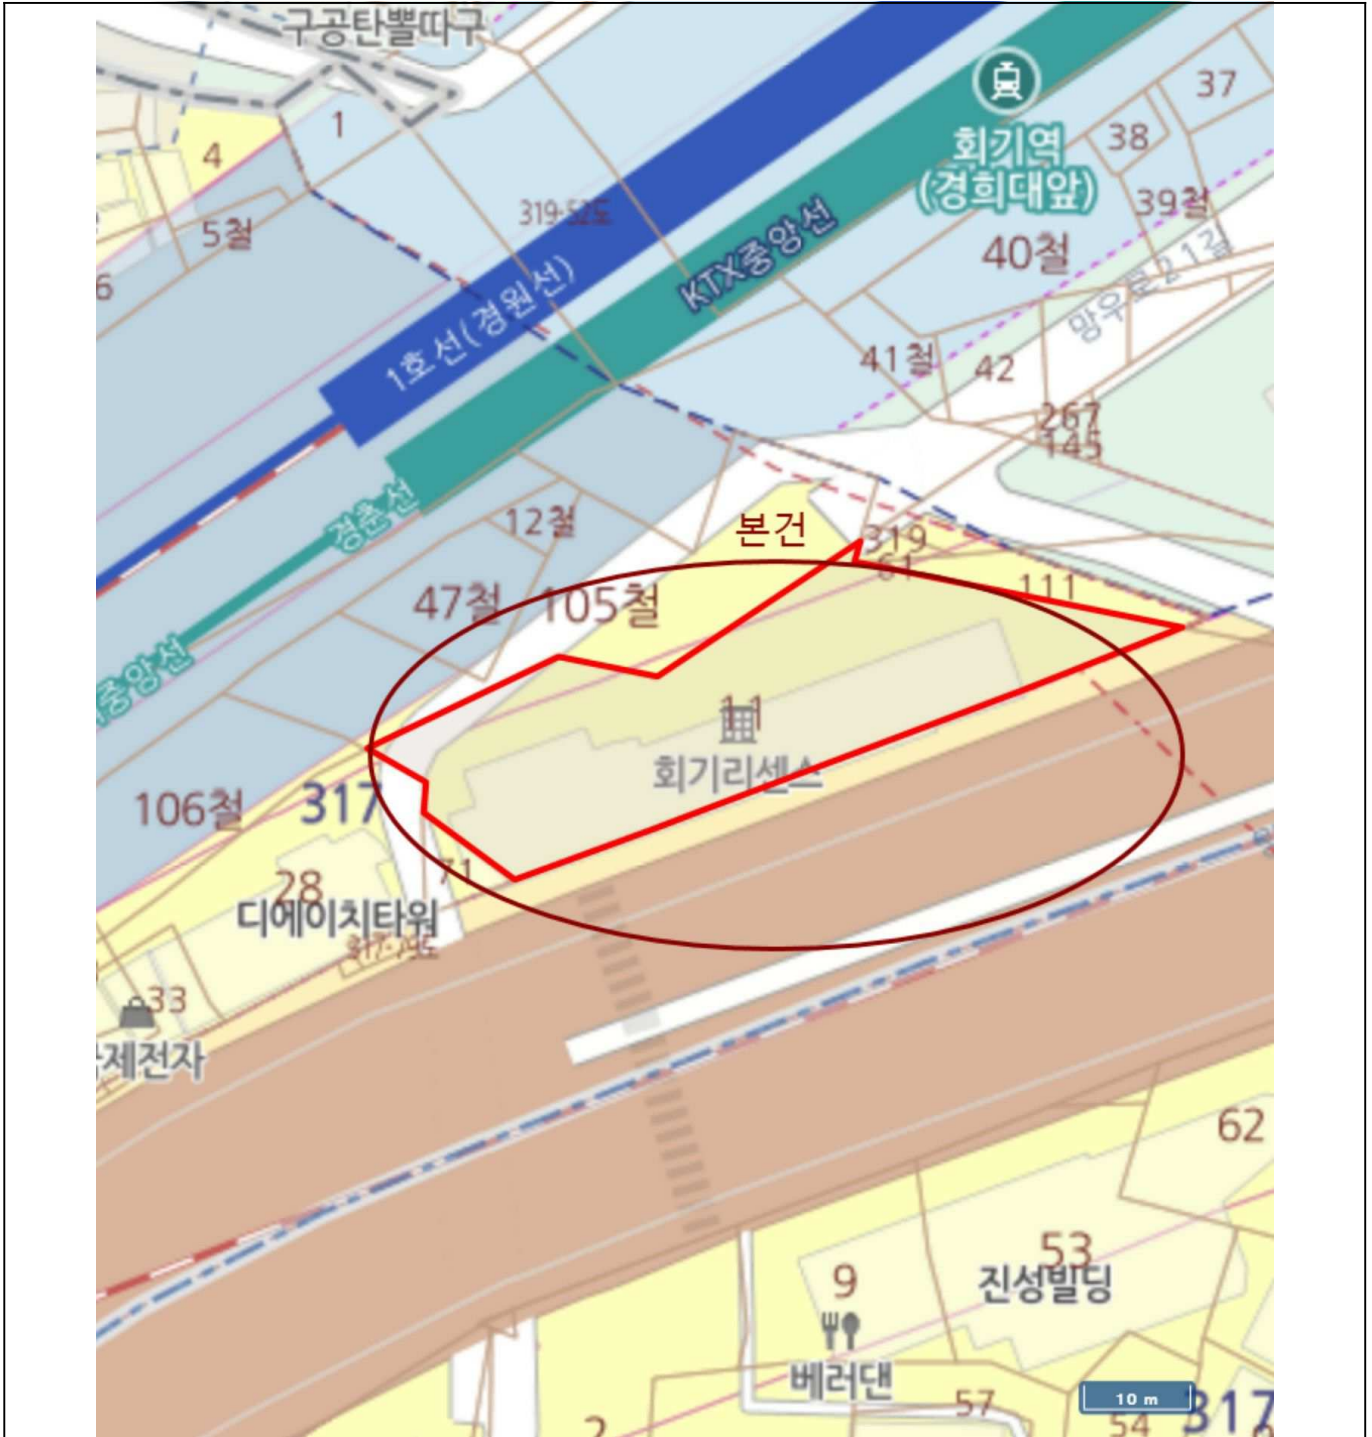 구공탄뽈따구
1
4
37
38
회기역
(경희대앞)
39철
319-52도
5철
KTX중앙선
40철
망우로21길
6
1호선(경원선)
41철
42
267
145
경춘선
12철
본건
319
61
111
47철
105철
중앙선
11
회기리센스
106철
317
71
28
디에이치타워
33
제전자
62
53
진성빌딩
9
베러댄
57
10 m
54
317
2